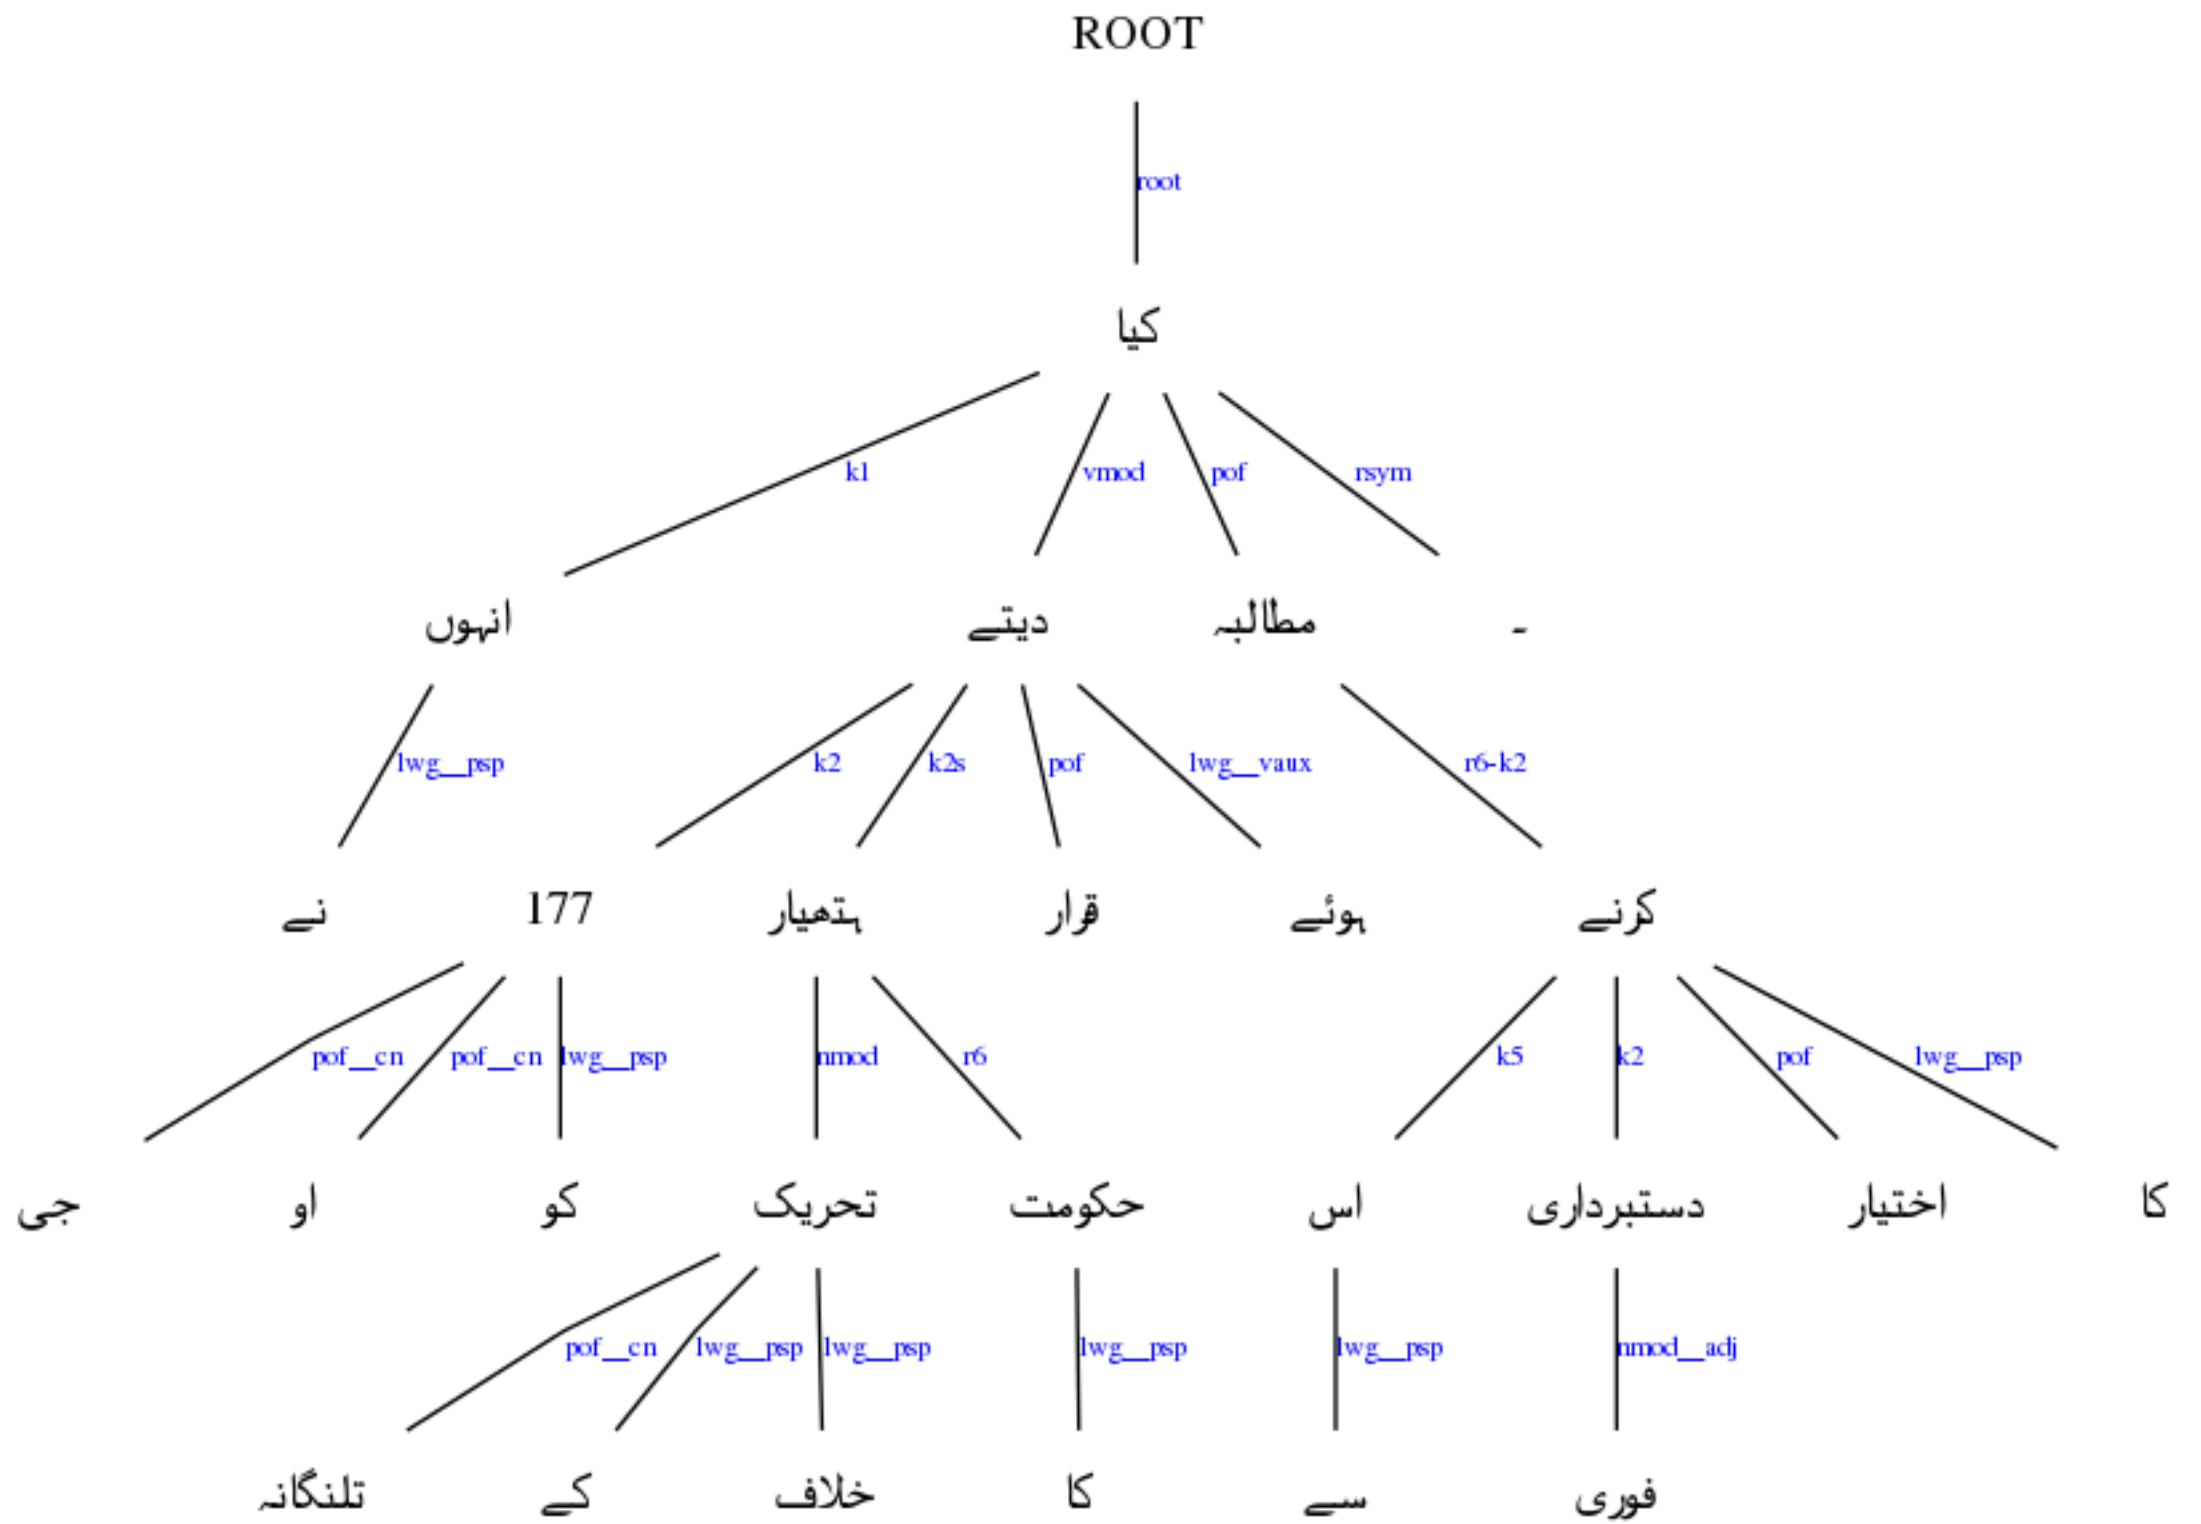 ROOT
root
کیا
k1 vmod pof rsym
انہوں دیتے مطالبہ ۔
lwg__psp k2 k2s pof lwg__vaux r6-k2
نے 177 ہتھیار قرار ہوئے کرنے
pof__cn pof__cn lwg__psp nmod r6 k5 k2 pof lwg__psp
جی او کو تحریک حکومت اس دستبرداری اختیار کا
pof__cn lwg__psp lwg__psp lwg__psp lwg__psp nmod__adj
تلنگانہ کے خلاف کا سے فوری